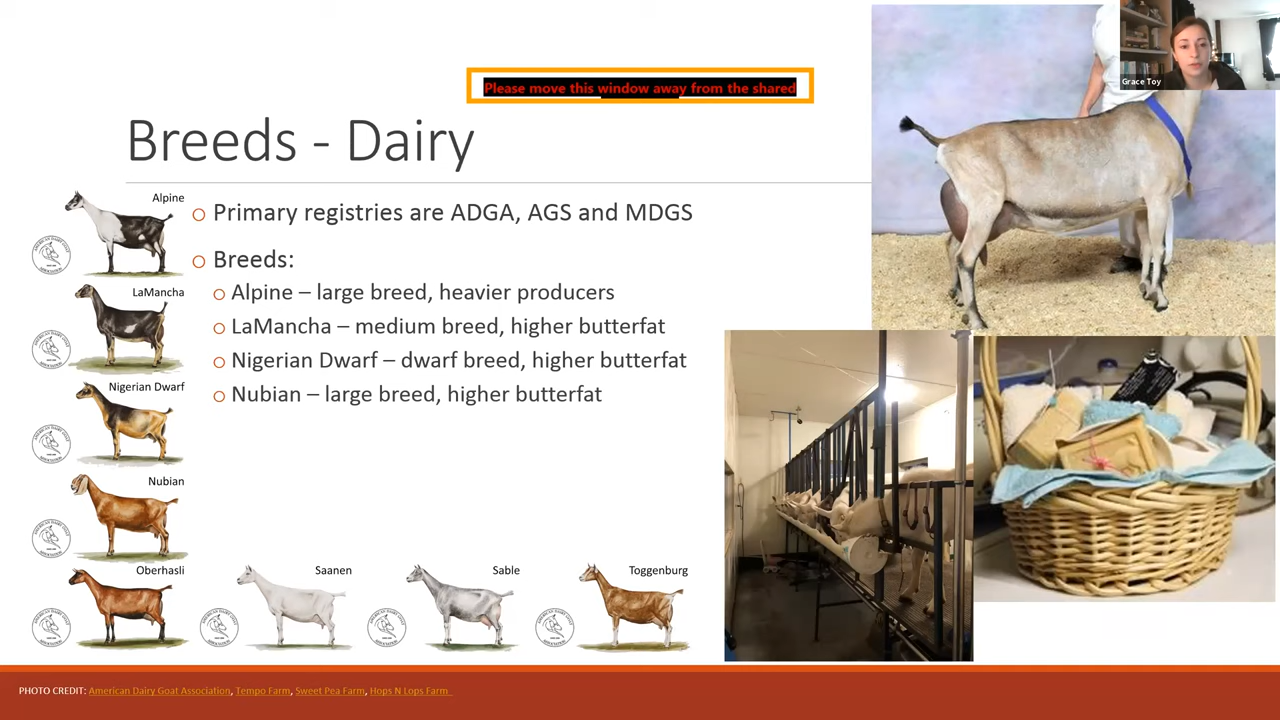 Please move this window away from the shared
Grace Toy
Breeds - Dairy
Alpine
LaMancha
Nigerian Dwarf
Nubian
Oberhasli
Saanen
Sable
Toggenburg
○ Primary registries are ADGA, AGS and MDGS
○ Breeds:
○ Alpine – large breed, heavier producers
○ LaMancha – medium breed, higher butterfat
○ Nigerian Dwarf – dwarf breed, higher butterfat
○ Nubian – large breed, higher butterfat
PHOTO CREDIT: American Dairy Goat Association, Tempo Farm, Sweet Pea Farm, Hops N Lops Farm